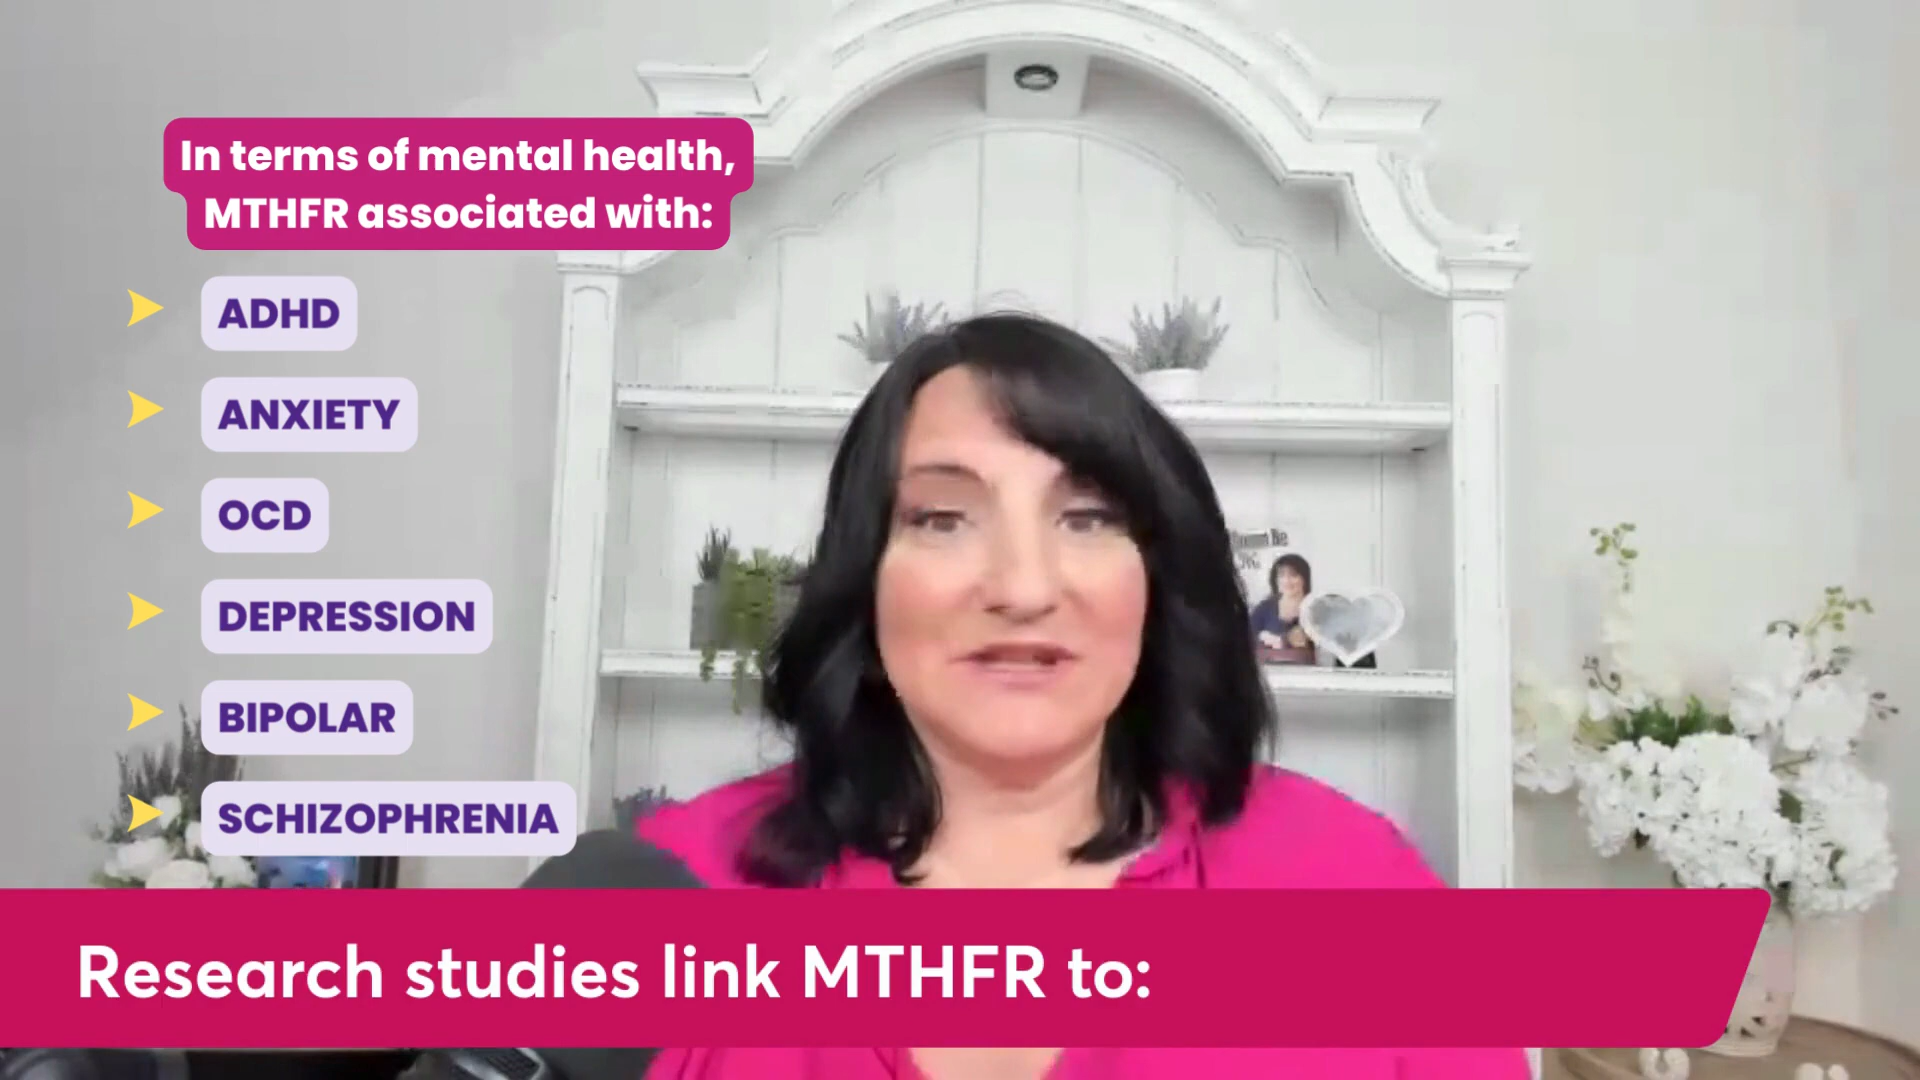 In terms of mental health,
MTHFR associated with:
ADHD
ANXIETY
OCD
DEPRESSION
BIPOLAR
SCHIZOPHRENIA
Research studies link MTHFR to: